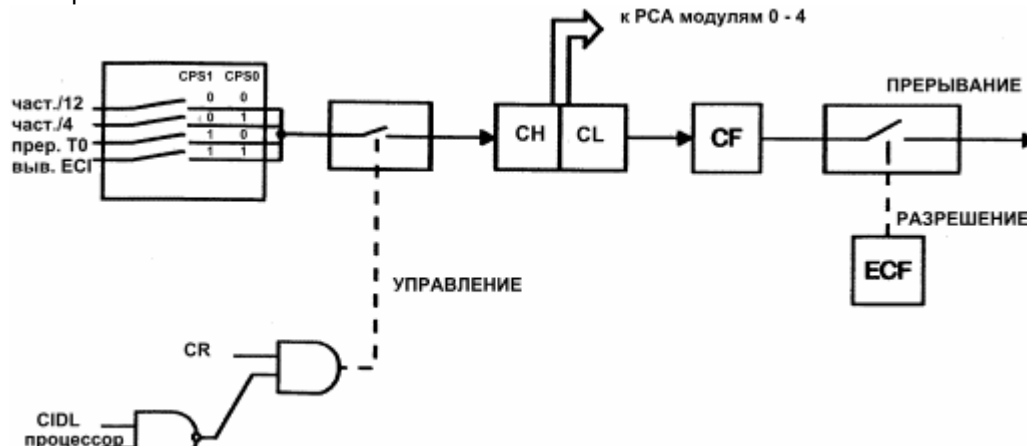 к PCA модулям 0 - 4
CPS1 CPS0
ПРЕРЫВАНИЕ
част./12 0 0
част./4 0 1
прер. T0 1 0
выв. ECI 1 1
CH CL CF
РАЗРЕШЕНИЕ
ECF
УПРАВЛЕНИЕ
CR
CIDL
процессор